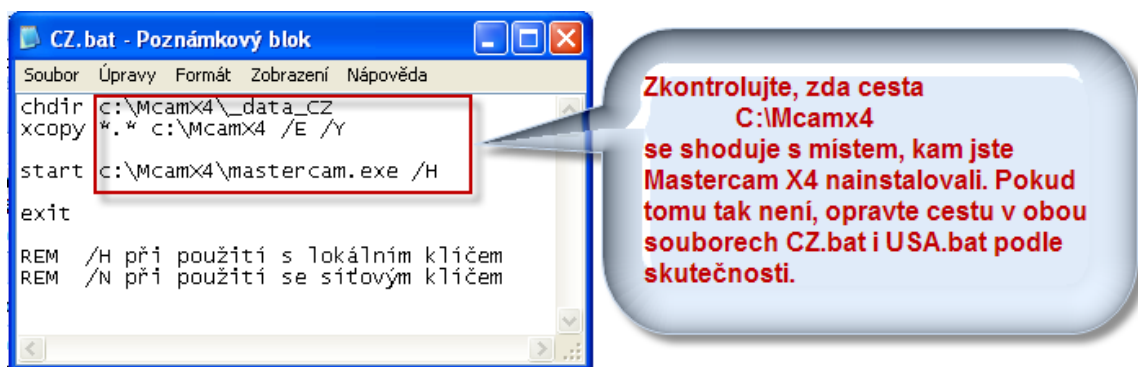 CZ.bat - Poznámkový blok
Soubor Úpravy Formát Zobrazení Nápověda
chdir c:\McamX4\_data_CZ
xcopy *.* c:\McamX4 /E /Y
start c:\McamX4\mastercam.exe /H
exit
REM /H při použití s lokálním klíčem
REM /N při použití se síťovým klíčem
Zkontrolujte, zda cesta
C:\Mcamx4
se shoduje s místem, kam jste
Mastercam X4 nainstalovali. Pokud
tomu tak není, opravte cestu v obou
souborech CZ.bat i USA.bat podle
skutečnosti.